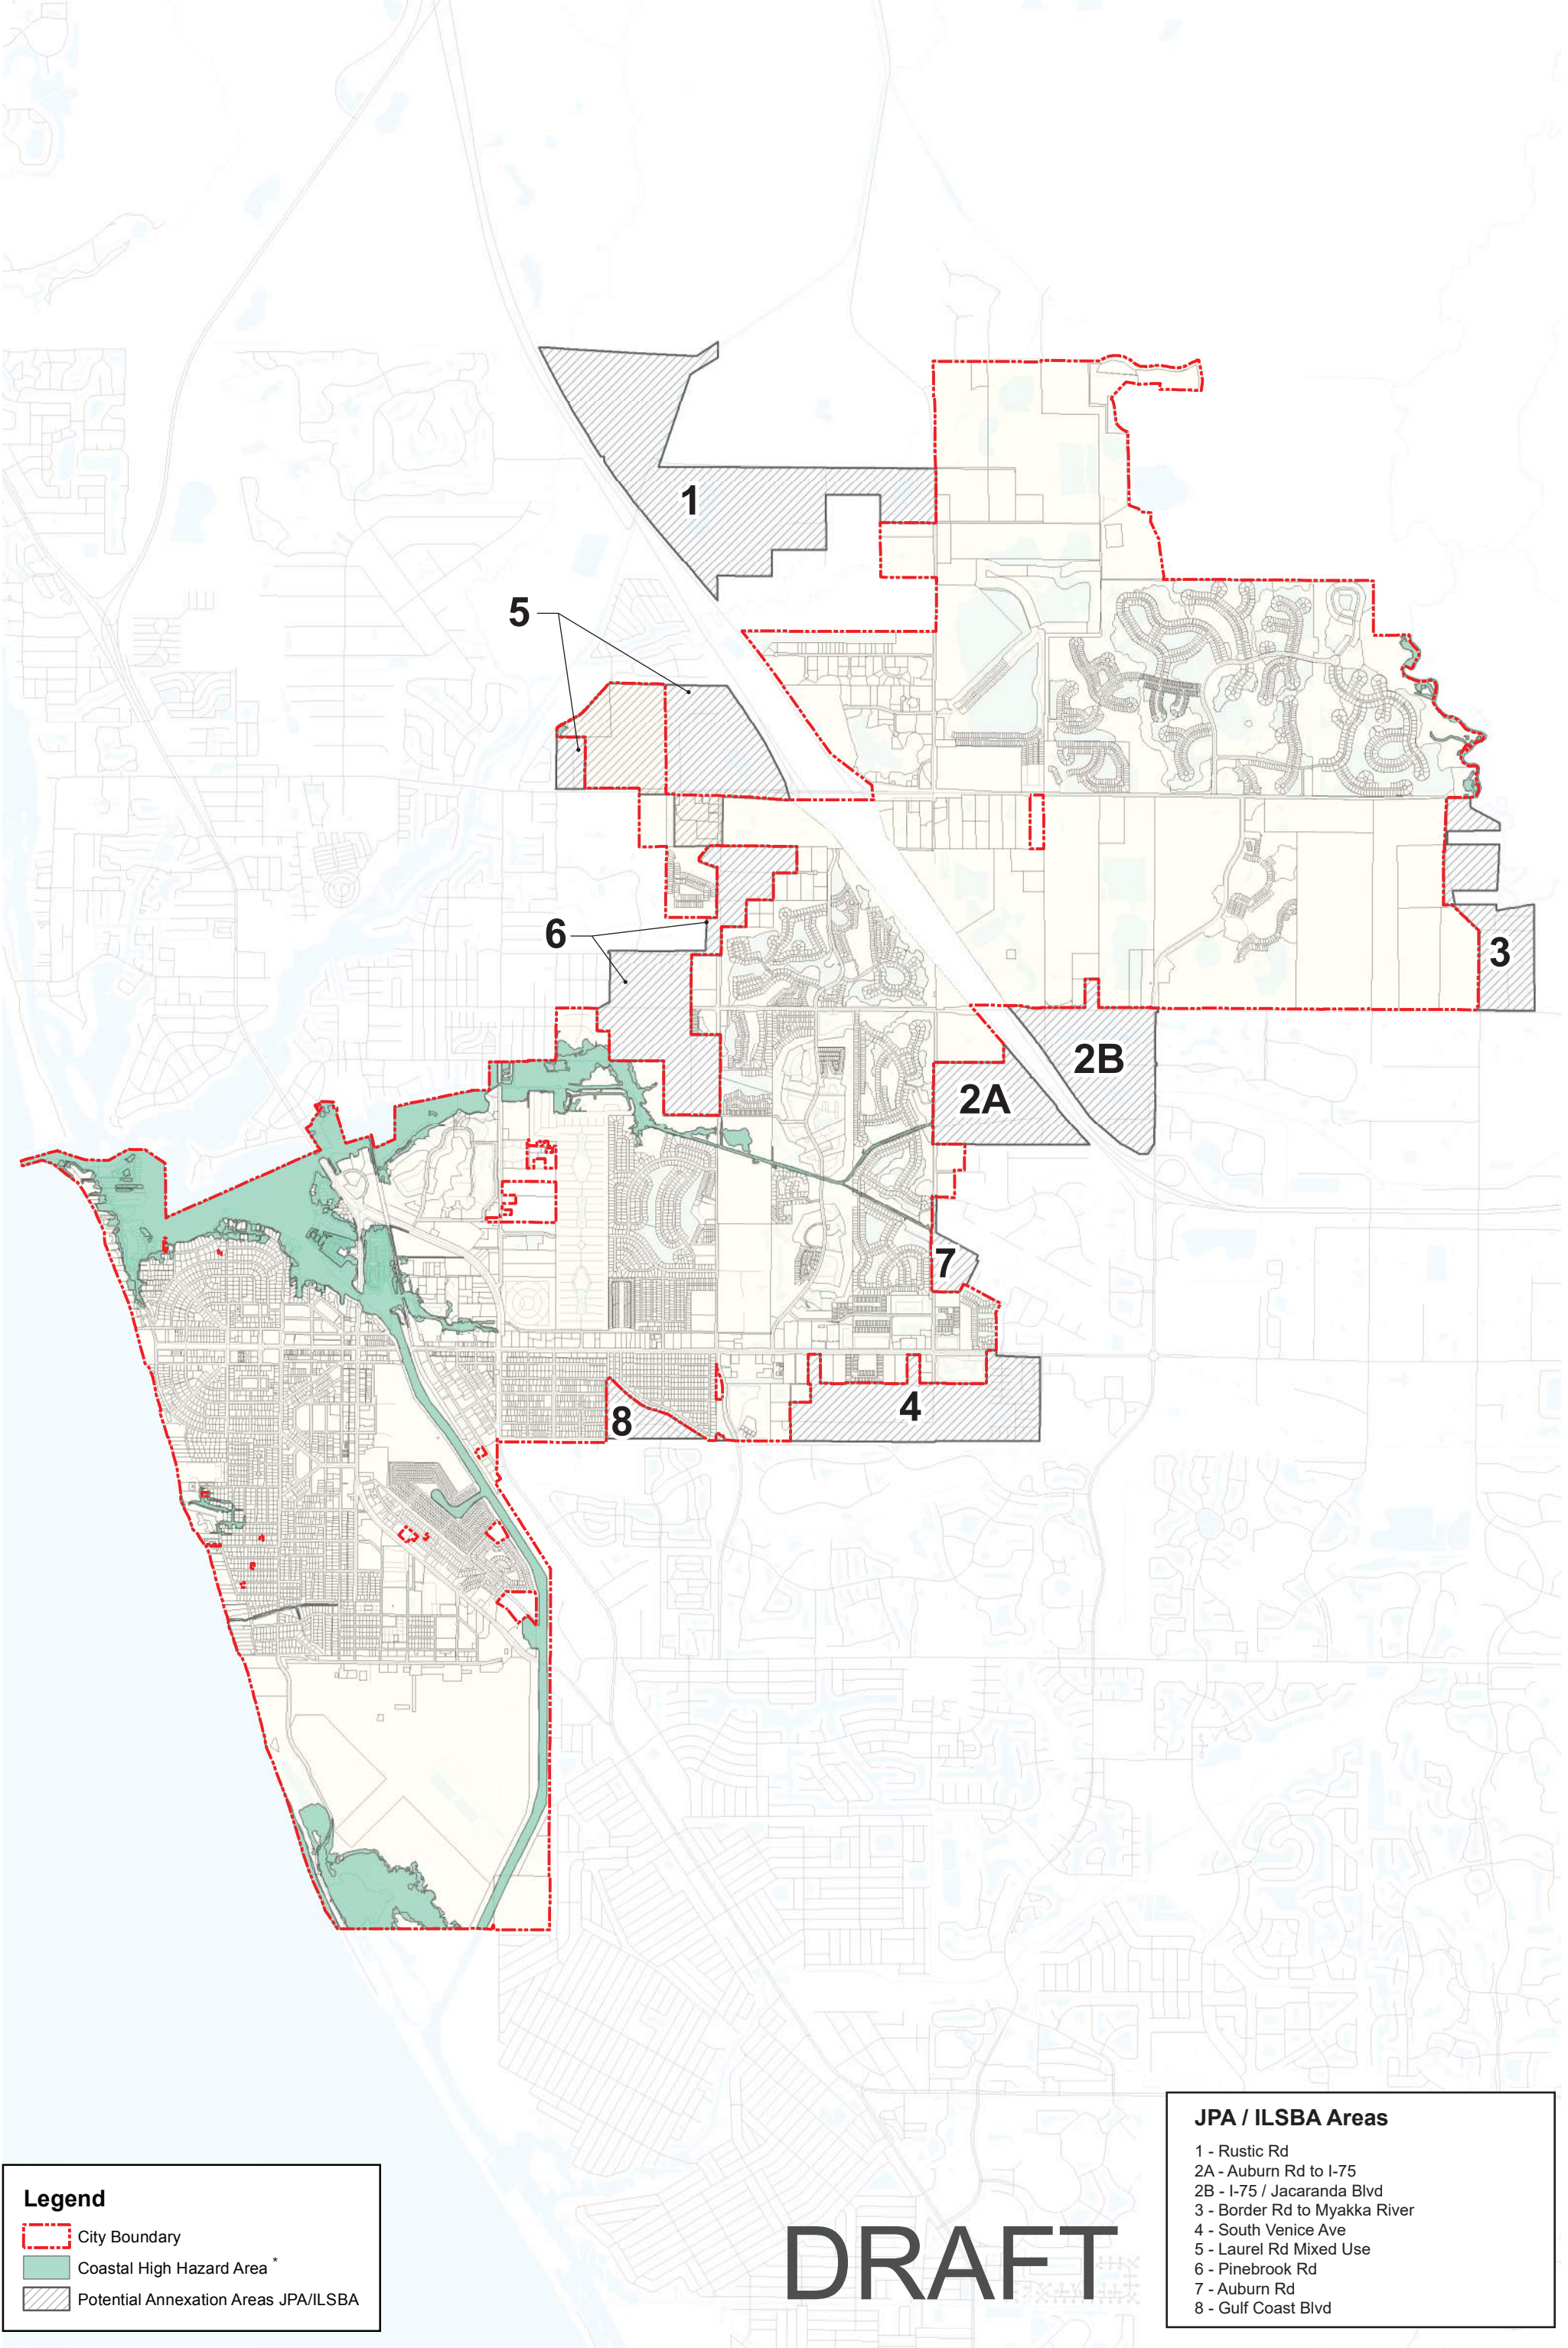 1
5
6
3
2B
2A
7
4
8
JPA / ILSBA Areas
1 - Rustic Rd
2A - Auburn Rd to I-75
2B - I-75 / Jacaranda Blvd
3 - Border Rd to Myakka River
4 - South Venice Ave
5 - Laurel Rd Mixed Use
6 - Pinebrook Rd
7 - Auburn Rd
8 - Gulf Coast Blvd
Legend
City Boundary
Coastal High Hazard Area *
Potential Annexation Areas JPA/ILSBA
DRAFT